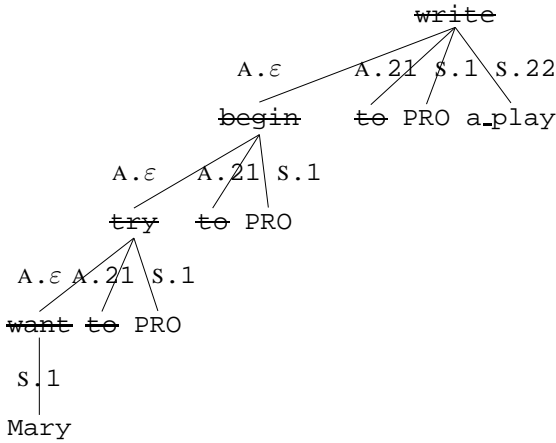 write
A.ε A.21 S.1 S.22
begin to PRO a_play
A.ε A.21 S.1
try to PRO
A.ε A.21 S.1
want to PRO
S.1
Mary